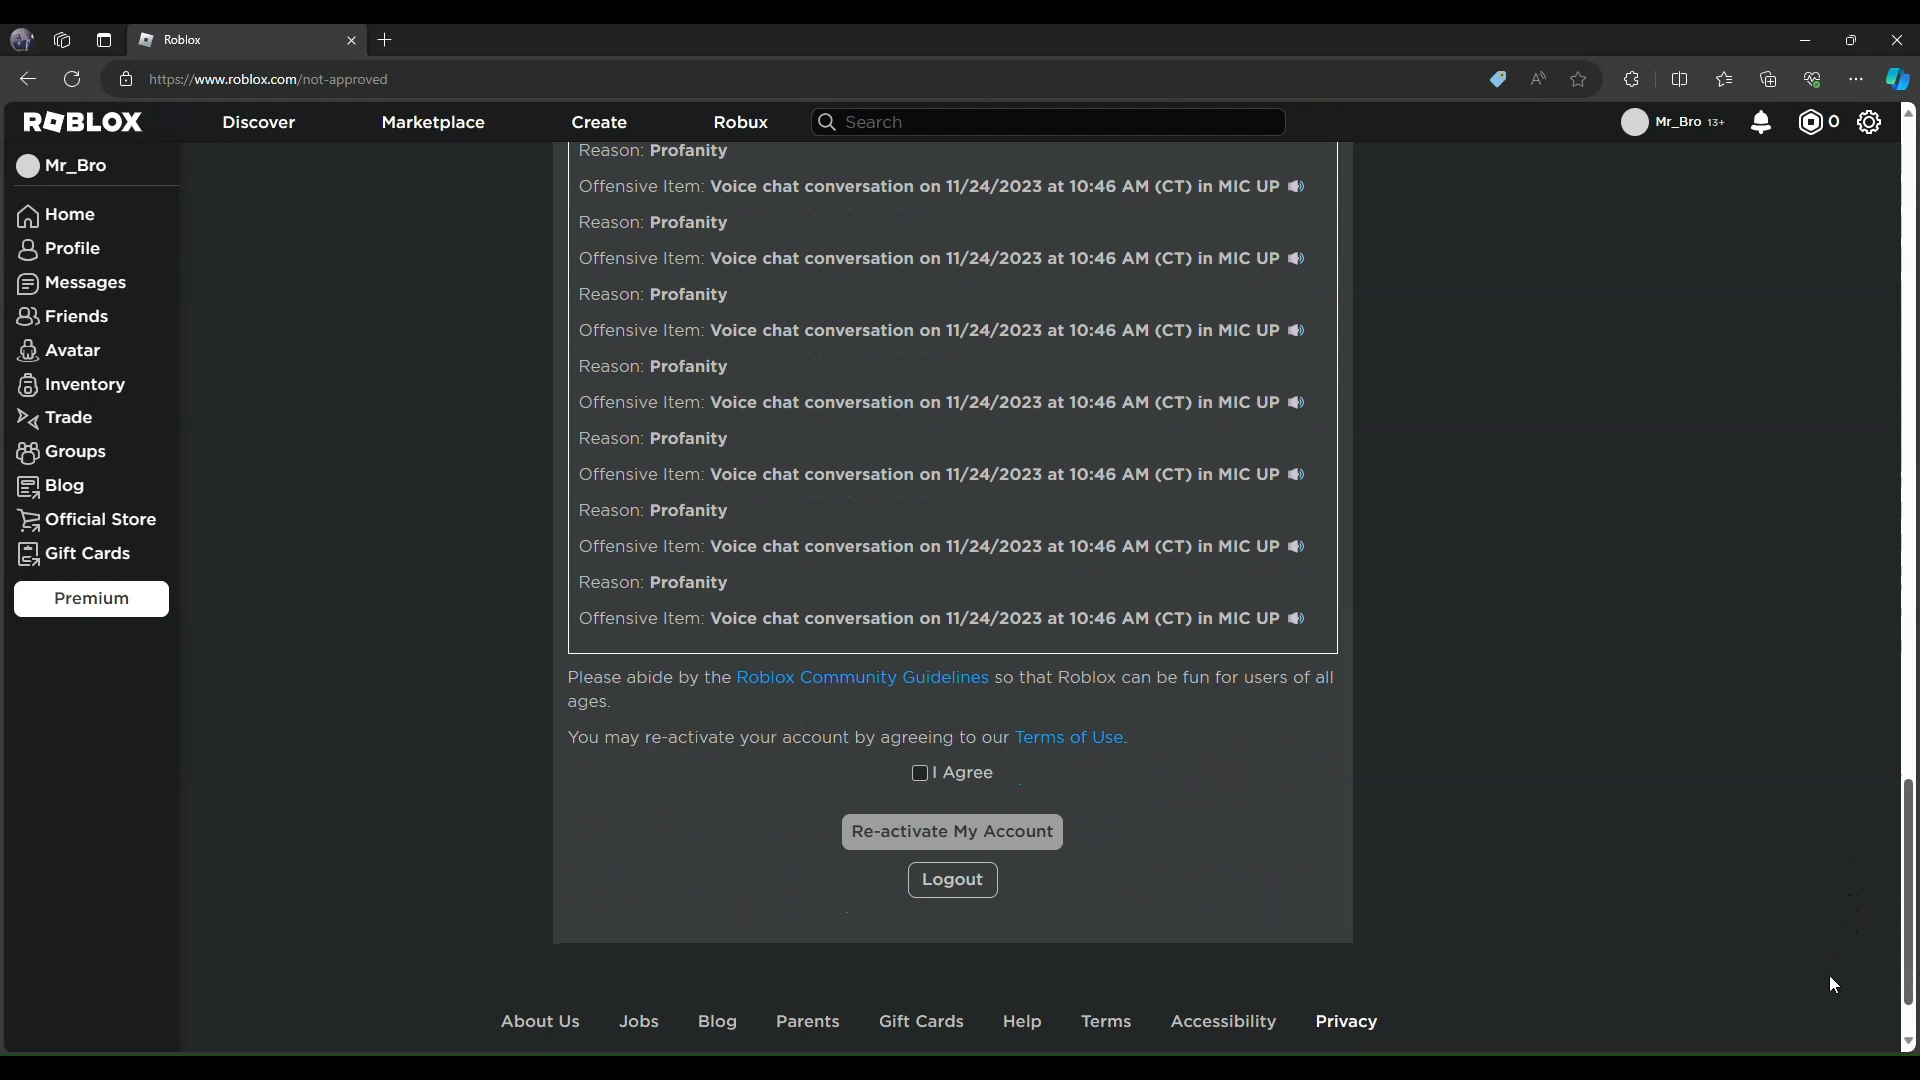 Roblox
https://www.roblox.com/not-approved
ROBLOX
Discover
Marketplace
Create
Robux
Search
Mr_Bro 13+
0
Mr_Bro
Home
Profile
Messages
Friends
Avatar
Inventory
Trade
Groups
Blog
Official Store
Gift Cards
Premium
Reason: Profanity
Offensive Item: Voice chat conversation on 11/24/2023 at 10:46 AM (CT) in MIC UP
Reason: Profanity
Offensive Item: Voice chat conversation on 11/24/2023 at 10:46 AM (CT) in MIC UP
Reason: Profanity
Offensive Item: Voice chat conversation on 11/24/2023 at 10:46 AM (CT) in MIC UP
Reason: Profanity
Offensive Item: Voice chat conversation on 11/24/2023 at 10:46 AM (CT) in MIC UP
Reason: Profanity
Offensive Item: Voice chat conversation on 11/24/2023 at 10:46 AM (CT) in MIC UP
Reason: Profanity
Offensive Item: Voice chat conversation on 11/24/2023 at 10:46 AM (CT) in MIC UP
Reason: Profanity
Offensive Item: Voice chat conversation on 11/24/2023 at 10:46 AM (CT) in MIC UP
Please abide by the Roblox Community Guidelines so that Roblox can be fun for users of all
ages.
You may re-activate your account by agreeing to our Terms of Use.
I Agree
Re-activate My Account
Logout
About Us
Jobs
Blog
Parents
Gift Cards
Help
Terms
Accessibility
Privacy